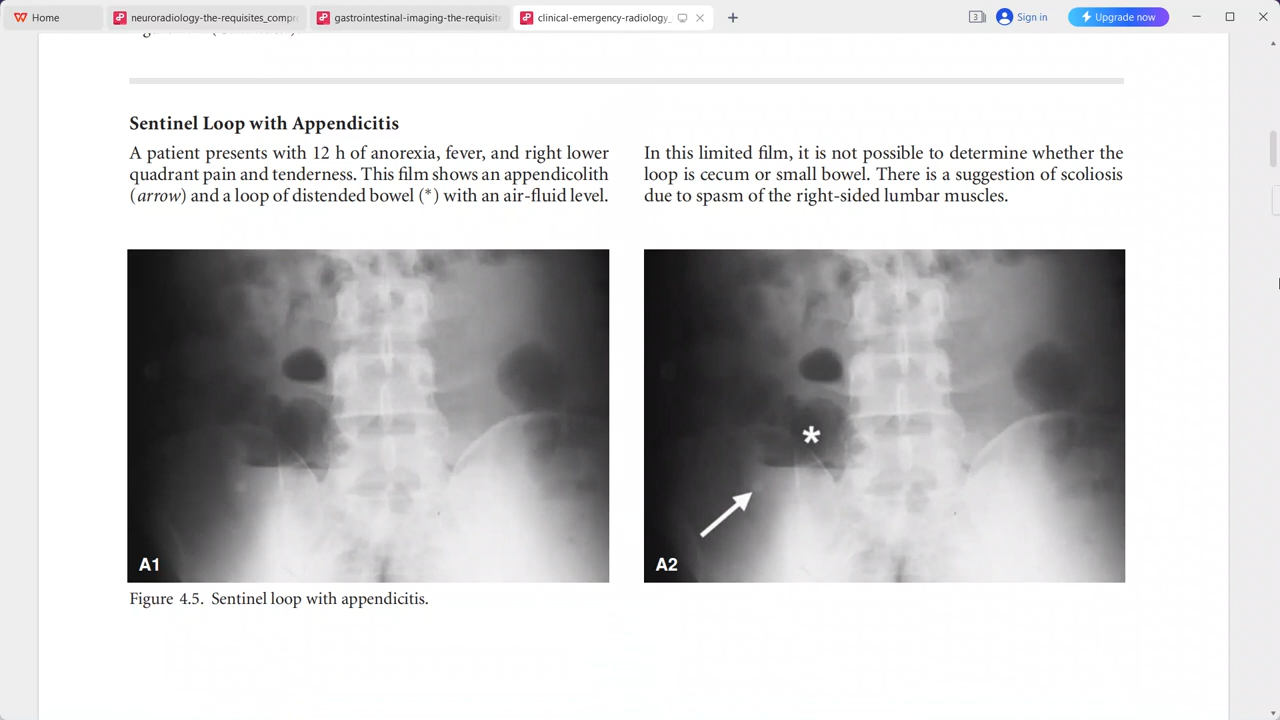 Home
neuroradiology-the-requisites_compr
gastrointestinal-imaging-the-requisite
clinical-emergency-radiology_
3
Sign in
Upgrade now
Sentinel Loop with Appendicitis
A patient presents with 12 h of anorexia, fever, and right lower
quadrant pain and tenderness. This film shows an appendicolith
(arrow) and a loop of distended bowel (*) with an air-fluid level.
In this limited film, it is not possible to determine whether the
loop is cecum or small bowel. There is a suggestion of scoliosis
due to spasm of the right-sided lumbar muscles.
A1
*
A2
Figure 4.5. Sentinel loop with appendicitis.